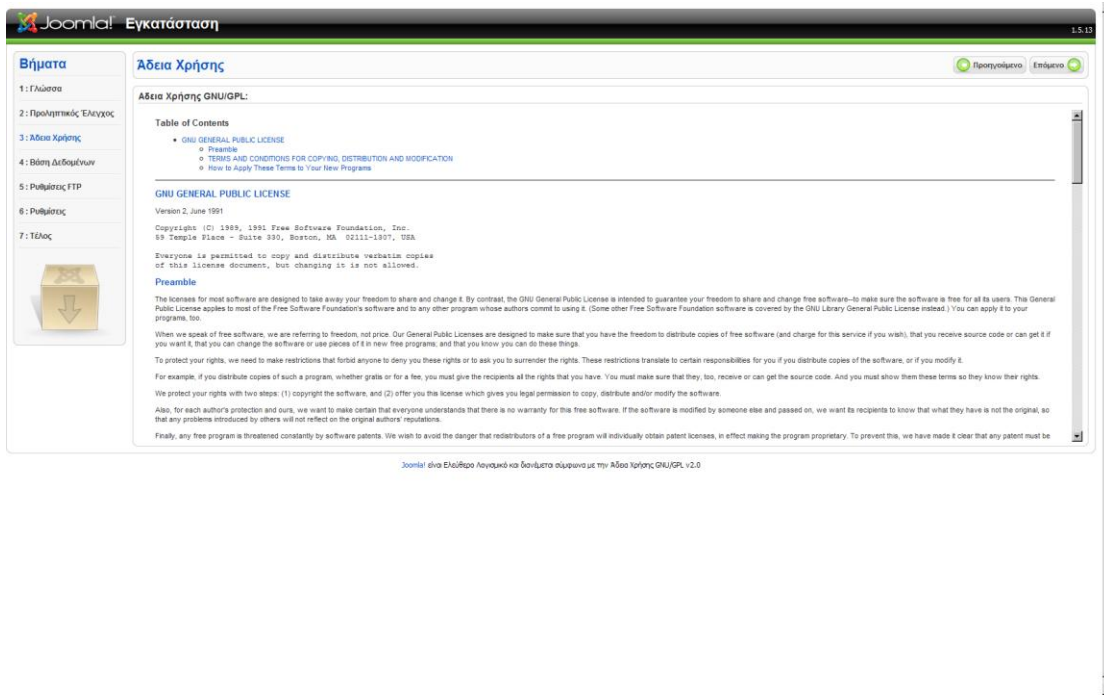 Joomla! Εγκατάσταση
1.5.13
Βήματα
1 : Γλώσσα
2 : Προληπτικός Έλεγχος
3 : Άδεια Χρήσης
4 : Βάση Δεδομένων
5 : Ρυθμίσεις FTP
6 : Ρυθμίσεις
7 : Τέλος
Άδεια Χρήσης
Προηγούμενο
Επόμενο
Αδεια Χρήσης GNU/GPL:
Table of Contents
GNU GENERAL PUBLIC LICENSE
Preamble
TERMS AND CONDITIONS FOR COPYING, DISTRIBUTION AND MODIFICATION
How to Apply These Terms to Your New Programs
GNU GENERAL PUBLIC LICENSE
Version 2, June 1991
Copyright (C) 1989, 1991 Free Software Foundation, Inc.
59 Temple Place - Suite 330, Boston, MA 02111-1307, USA
Everyone is permitted to copy and distribute verbatim copies
of this license document, but changing it is not allowed.
Preamble
The licenses for most software are designed to take away your freedom to share and change it. By contrast, the GNU General Public License is intended to guarantee your freedom to share and change free software--to make sure the software is free for all its users. This General
Public License applies to most of the Free Software Foundation's software and to any other program whose authors commit to using it. (Some other Free Software Foundation software is covered by the GNU Library General Public License instead.) You can apply it to your
programs, too.
When we speak of free software, we are referring to freedom, not price. Our General Public Licenses are designed to make sure that you have the freedom to distribute copies of free software (and charge for this service if you wish), that you receive source code or can get it if
you want it, that you can change the software or use pieces of it in new free programs; and that you know you can do these things.
To protect your rights, we need to make restrictions that forbid anyone to deny you these rights or to ask you to surrender the rights. These restrictions translate to certain responsibilities for you if you distribute copies of the software, or if you modify it.
For example, if you distribute copies of such a program, whether gratis or for a fee, you must give the recipients all the rights that you have. You must make sure that they, too, receive or can get the source code. And you must show them these terms so they know their rights.
We protect your rights with two steps: (1) copyright the software, and (2) offer you this license which gives you legal permission to copy, distribute and/or modify the software.
Also, for each author's protection and ours, we want to make certain that everyone understands that there is no warranty for this free software. If the software is modified by someone else and passed on, we want its recipients to know that what they have is not the original, so
that any problems introduced by others will not reflect on the original authors' reputations.
Finally, any free program is threatened constantly by software patents. We wish to avoid the danger that redistributors of a free program will individually obtain patent licenses, in effect making the program proprietary. To prevent this, we have made it clear that any patent must be
Joomla! είναι Ελεύθερο Λογισμικό και διανέμεται σύμφωνα με την Άδεια Χρήσης GNU/GPL v2.0